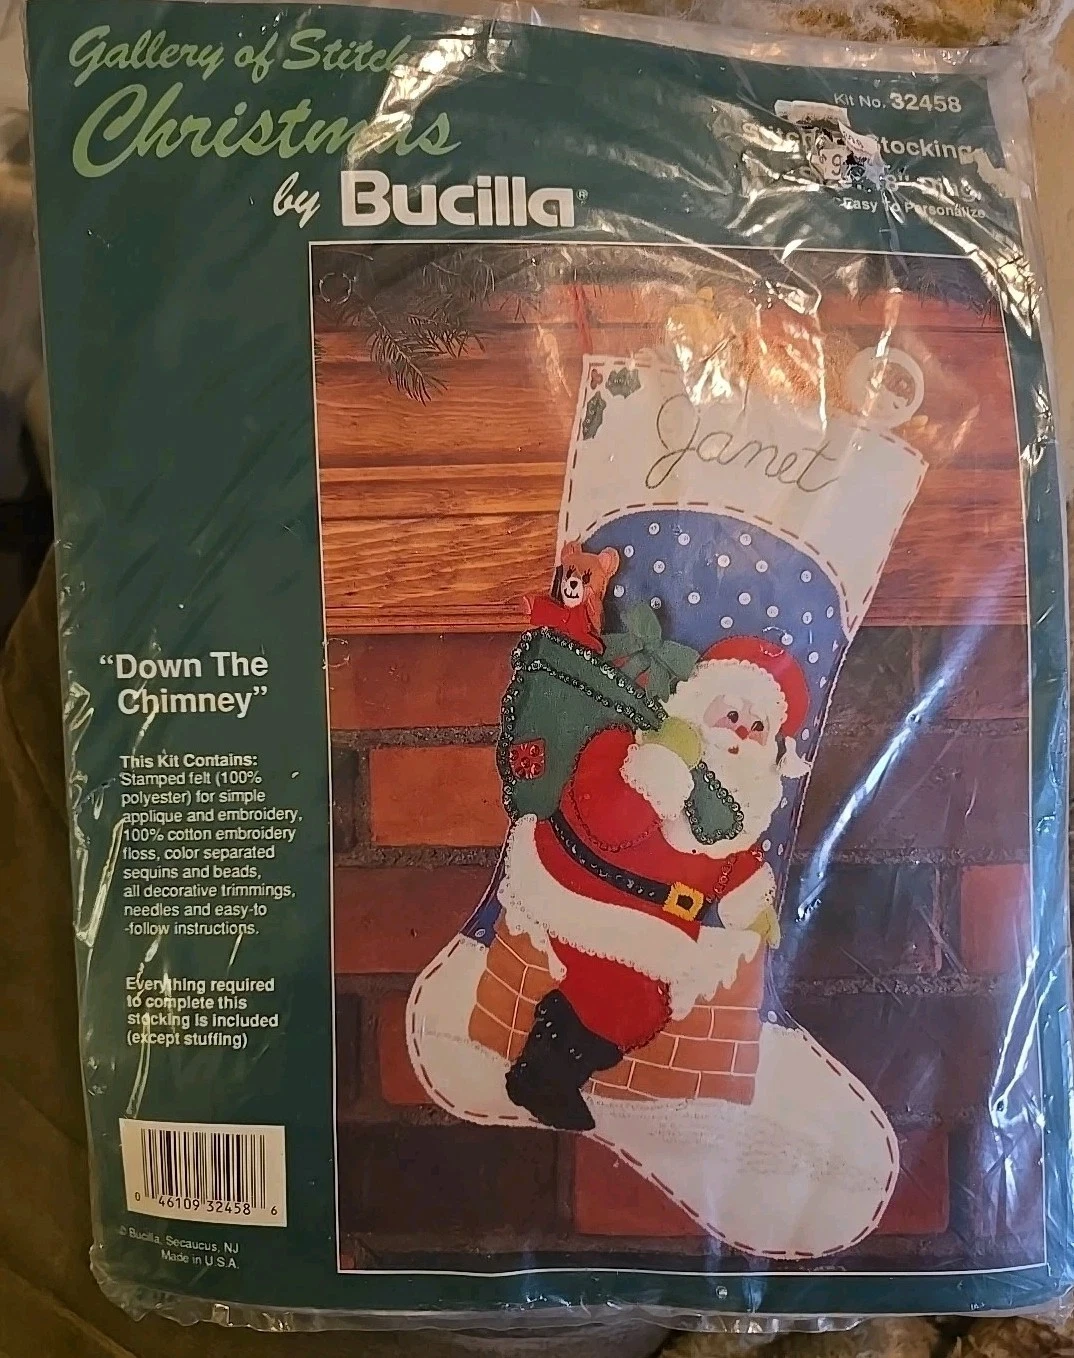 Gallery of Stitch
Christmas
by Bucilla®
Kit No. 32458
Easy To Personalize
Janet
"Down The
Chimney"
This Kit Contains:
Stamped felt (100%
polyester) for simple
applique and embroidery,
100% cotton embroidery
floss, color separated
sequins and beads,
all decorative trimmings,
needles and easy-to
-follow instructions.
Everything required
to complete this
stocking is included
(except stuffing)
0 46109 32458 6
© Bucilla, Secaucus, NJ
Made in U.S.A.